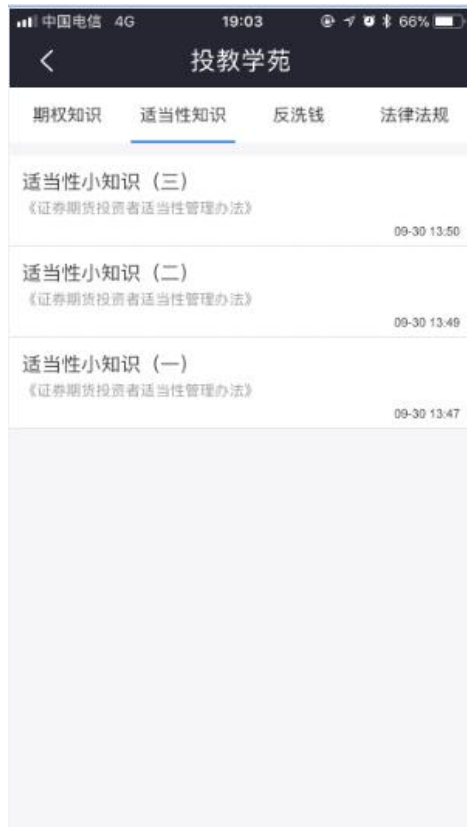 中国电信 4G 19:03 66%
投教学苑
期权知识 适当性知识 反洗钱 法律法规
适当性小知识（三）
《证券期货投资者适当性管理办法》
09-30 13:50
适当性小知识（二）
《证券期货投资者适当性管理办法》
09-30 13:49
适当性小知识（一）
《证券期货投资者适当性管理办法》
09-30 13:47